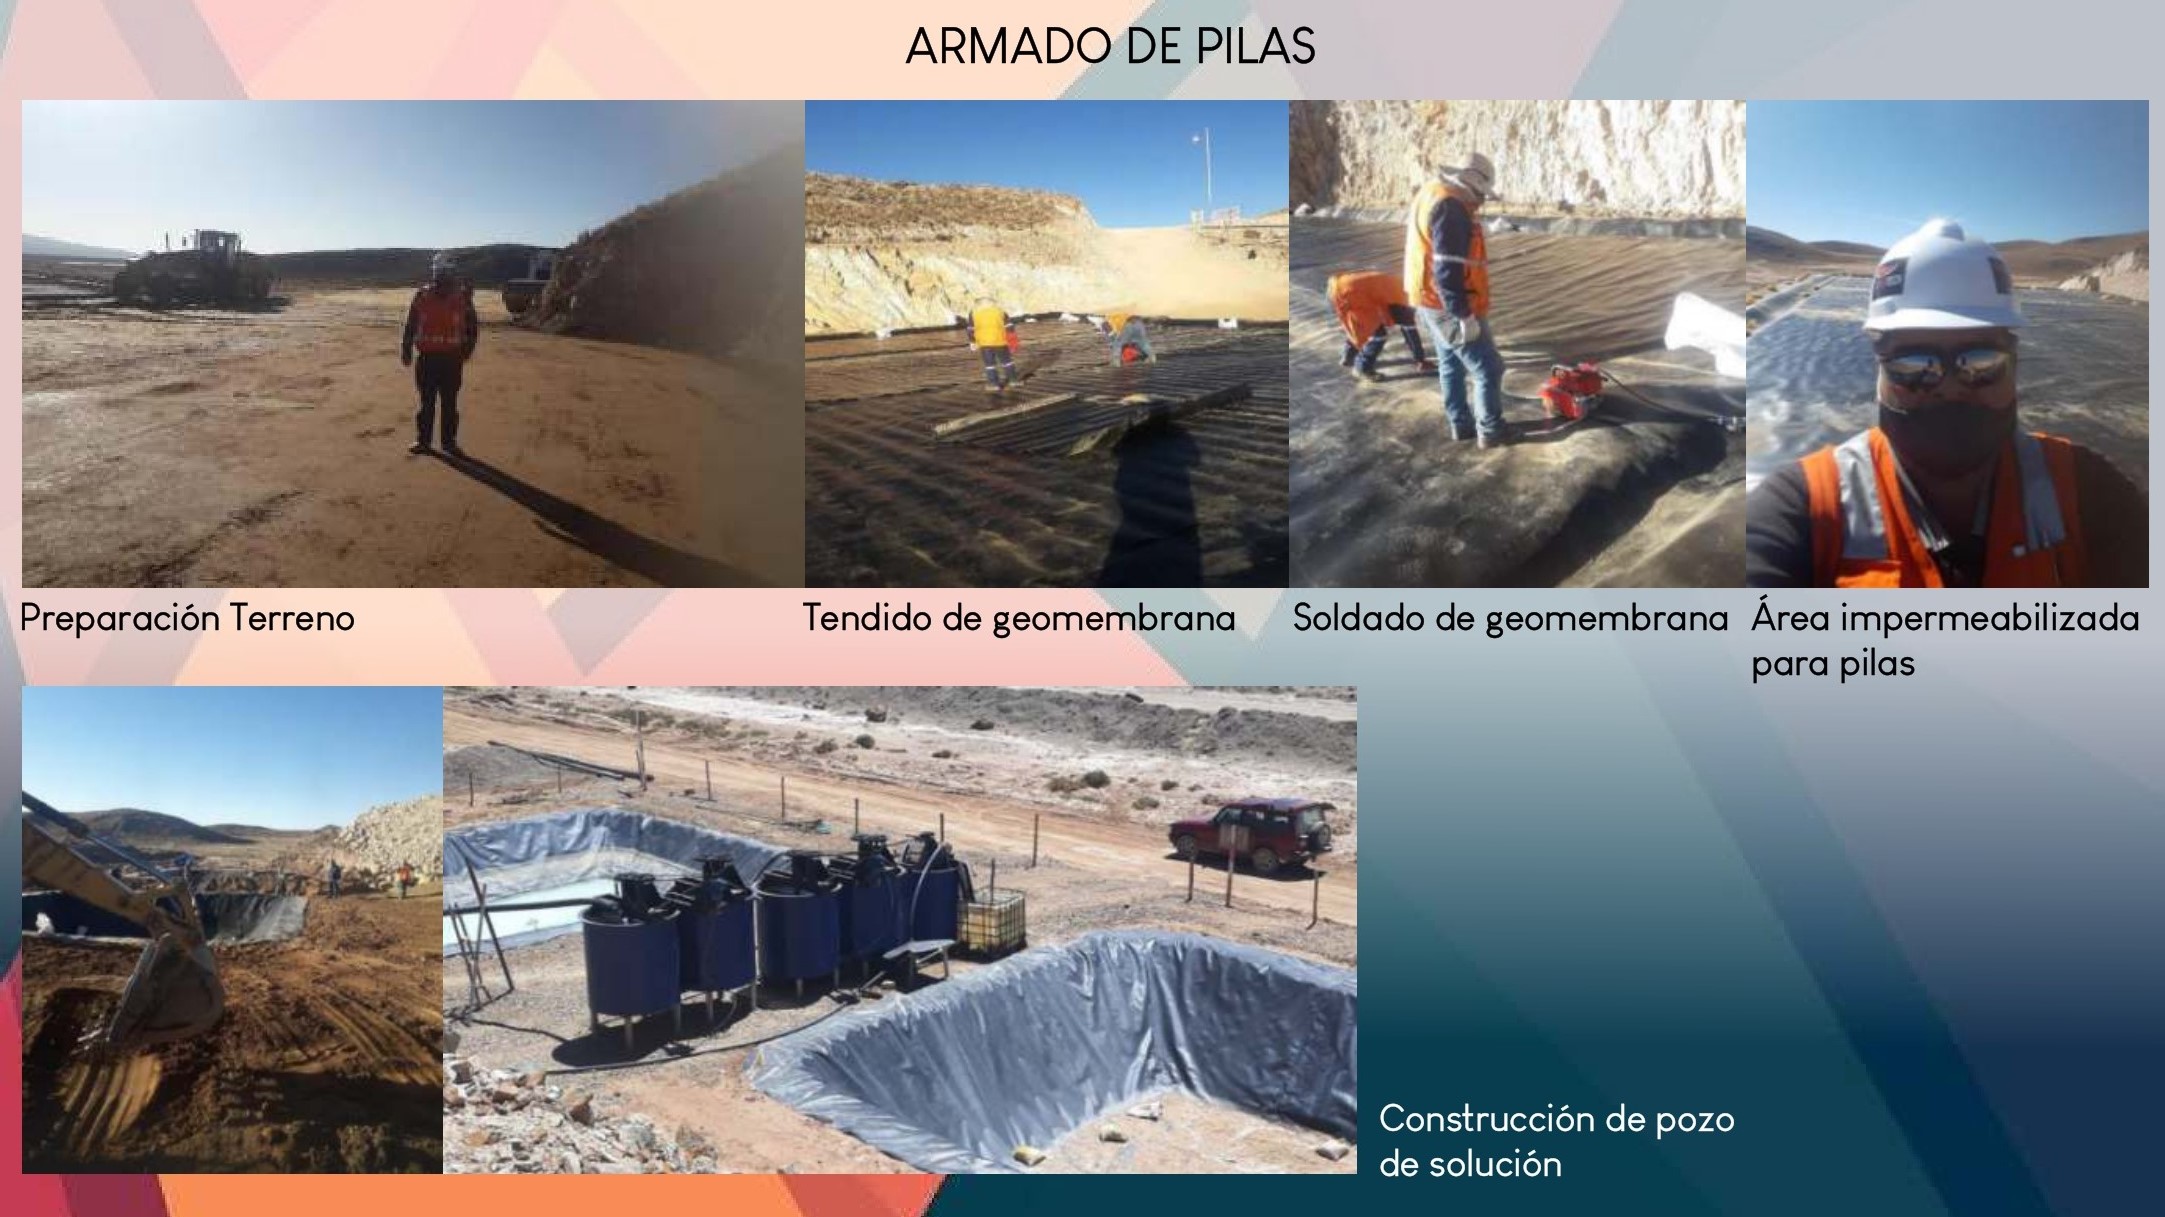 ARMADO DE PILAS
Preparación Terreno
Tendido de geomembrana
Soldado de geomembrana
Área impermeabilizada
para pilas
Construcción de pozo
de solución